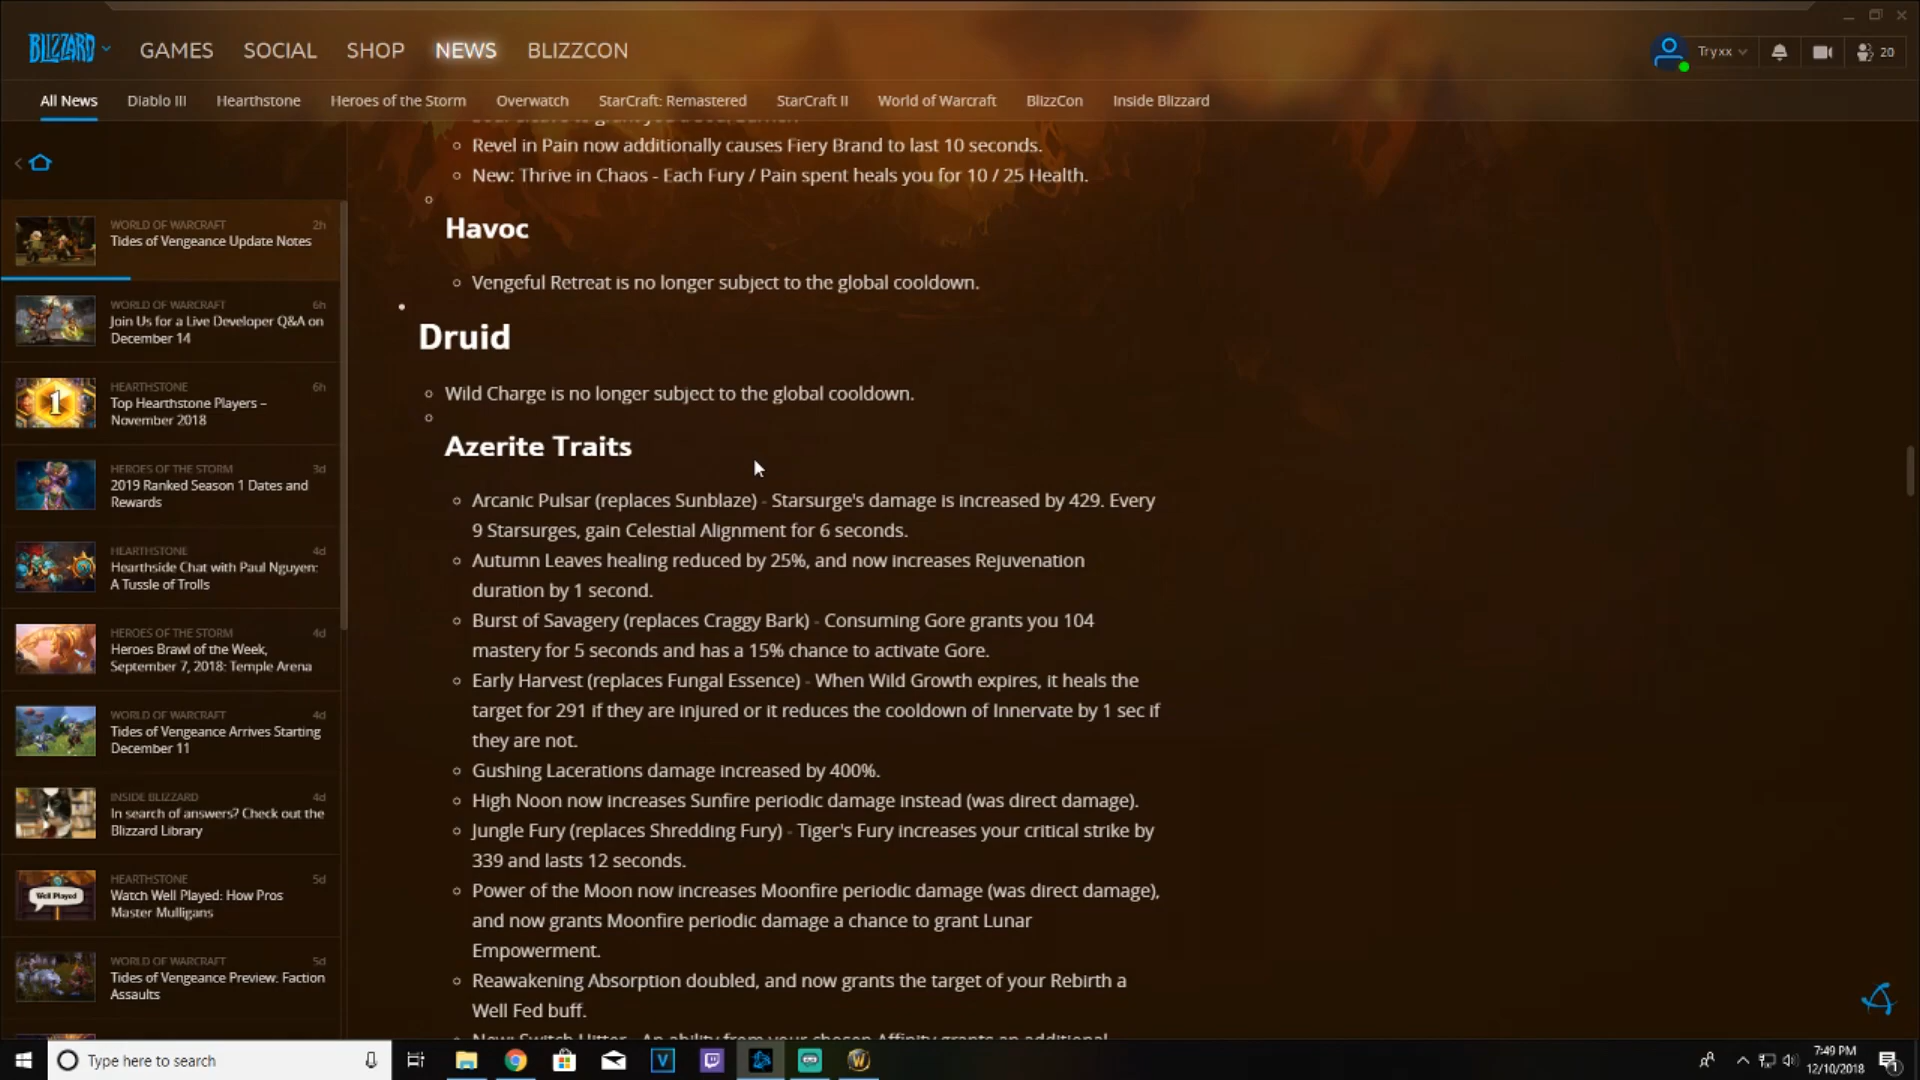 BLIZZARD GAMES SOCIAL SHOP NEWS BLIZZCON Tryxx 20
All News Diablo III Hearthstone Heroes of the Storm Overwatch StarCraft: Remastered StarCraft II World of Warcraft BlizzCon Inside Blizzard
WORLD OF WARCRAFT 2h
Tides of Vengeance Update Notes
WORLD OF WARCRAFT 6h
Join Us for a Live Developer Q&A on
December 14
HEARTHSTONE 6h
Top Hearthstone Players –
November 2018
HEROES OF THE STORM 3d
2019 Ranked Season 1 Dates and
Rewards
HEARTHSTONE 4d
Hearthside Chat with Paul Nguyen:
A Tussle of Trolls
HEROES OF THE STORM 4d
Heroes Brawl of the Week,
September 7, 2018: Temple Arena
WORLD OF WARCRAFT 4d
Tides of Vengeance Arrives Starting
December 11
INSIDE BLIZZARD 4d
In search of answers? Check out the
Blizzard Library
HEARTHSTONE 5d
Well Played
Watch Well Played: How Pros
Master Mulligans
WORLD OF WARCRAFT 5d
Tides of Vengeance Preview: Faction
Assaults
Revel in Pain now additionally causes Fiery Brand to last 10 seconds.
New: Thrive in Chaos - Each Fury / Pain spent heals you for 10 / 25 Health.
Havoc
Vengeful Retreat is no longer subject to the global cooldown.
Druid
Wild Charge is no longer subject to the global cooldown.
Azerite Traits
Arcanic Pulsar (replaces Sunblaze) - Starsurge's damage is increased by 429. Every
9 Starsurges, gain Celestial Alignment for 6 seconds.
Autumn Leaves healing reduced by 25%, and now increases Rejuvenation
duration by 1 second.
Burst of Savagery (replaces Craggy Bark) - Consuming Gore grants you 104
mastery for 5 seconds and has a 15% chance to activate Gore.
Early Harvest (replaces Fungal Essence) - When Wild Growth expires, it heals the
target for 291 if they are injured or it reduces the cooldown of Innervate by 1 sec if
they are not.
Gushing Lacerations damage increased by 400%.
High Noon now increases Sunfire periodic damage instead (was direct damage).
Jungle Fury (replaces Shredding Fury) - Tiger's Fury increases your critical strike by
339 and lasts 12 seconds.
Power of the Moon now increases Moonfire periodic damage (was direct damage),
and now grants Moonfire periodic damage a chance to grant Lunar
Empowerment.
Reawakening Absorption doubled, and now grants the target of your Rebirth a
Well Fed buff.
New: Switch Hitter - An ability from your chosen Affinity grants an additional
Type here to search
7:49 PM
12/10/2018
1